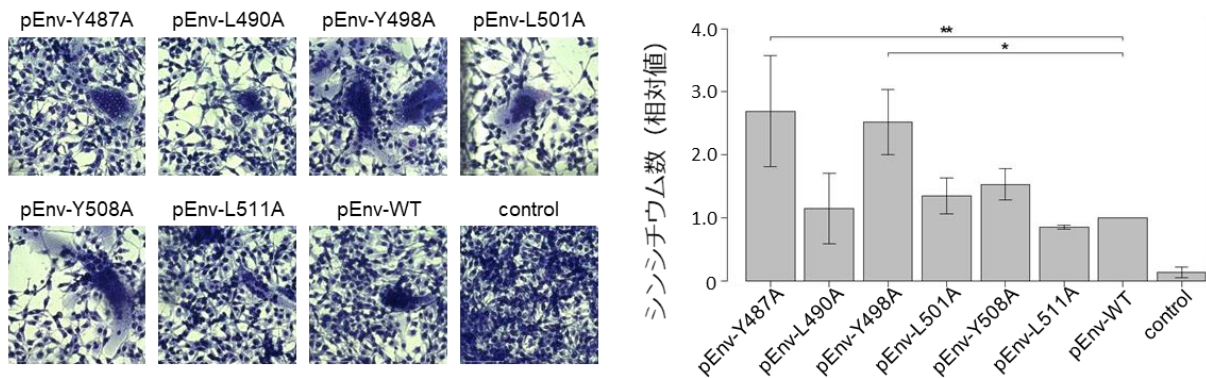 pEnv-Y487A pEnv-L490A pEnv-Y498A pEnv-L501A
pEnv-Y508A pEnv-L511A pEnv-WT control
シンシチウム数（相対値）
4.0
3.0
2.0
1.0
0
**
*
pEnv-Y487A
pEnv-L490A
pEnv-Y498A
pEnv-L501A
pEnv-Y508A
pEnv-L511A
pEnv-WT
control